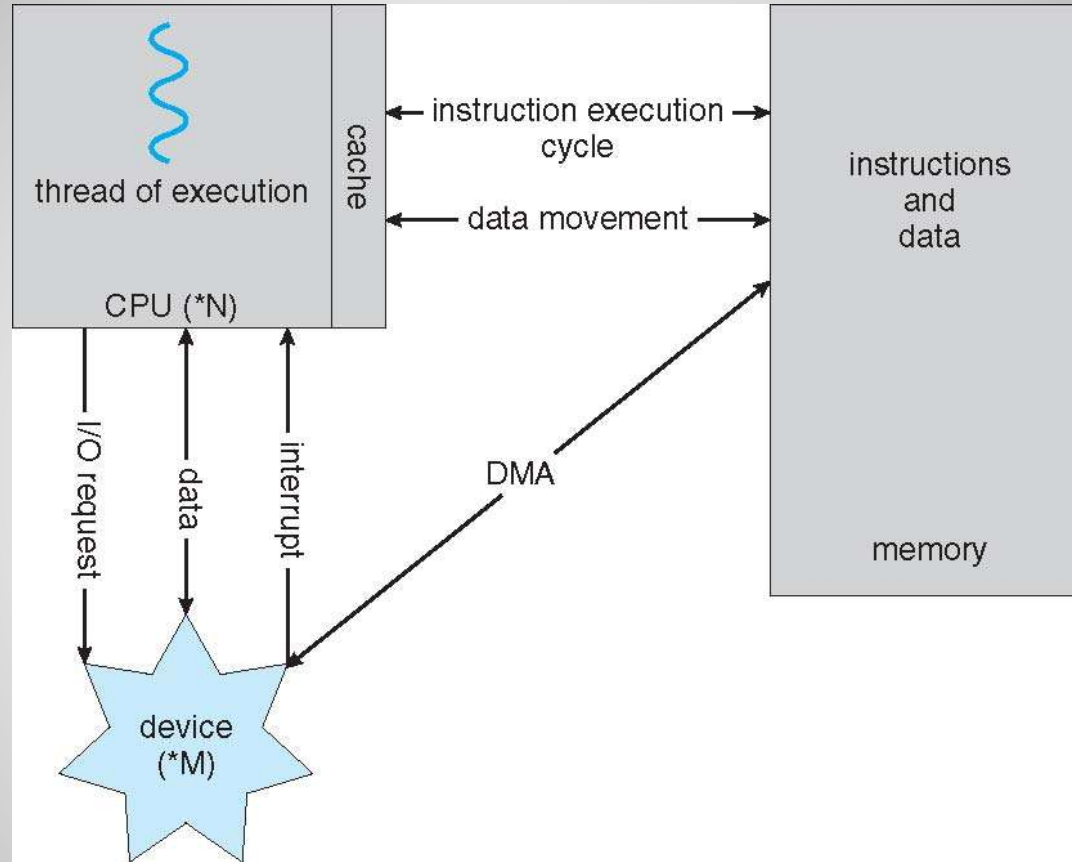 thread of execution
CPU (*N)
cache
instruction execution
cycle
data movement
instructions
and
data
memory
I/O request
data
interrupt
DMA
device
(*M)